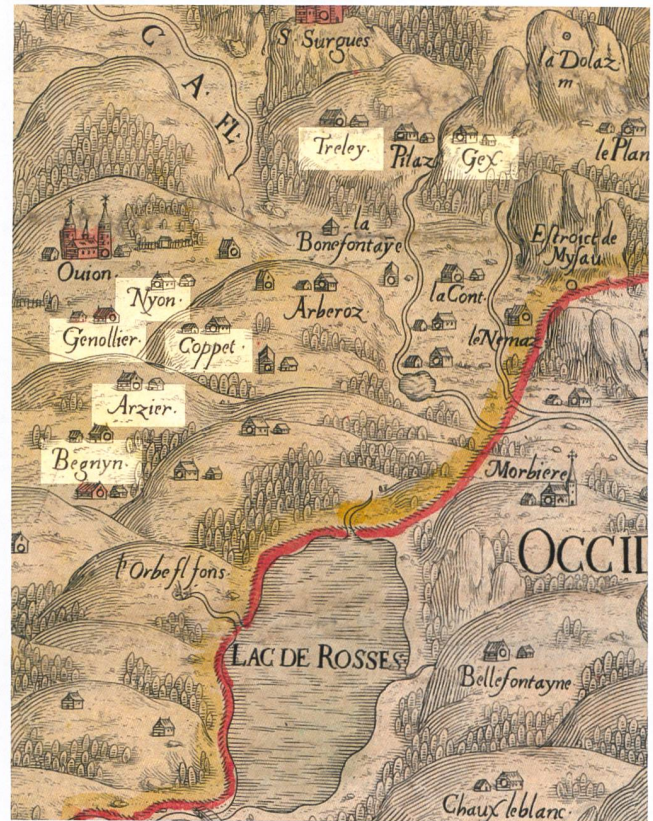 C A FL
S Surgues
la Dolaz
m
Treley.
Pilaz
Gex
le Plan
la
Bonefontaye
Estroict de
Mysau
Ouion.
Nyon.
Arberoz
la Cont.
Genollier.
Coppet.
le Nemaz
Arzier.
Begnyn.
Morbiere
OCCII
l'Orbe fl fons.
LAC DE ROSSES
Bellefontayne
Chaux le blanc.